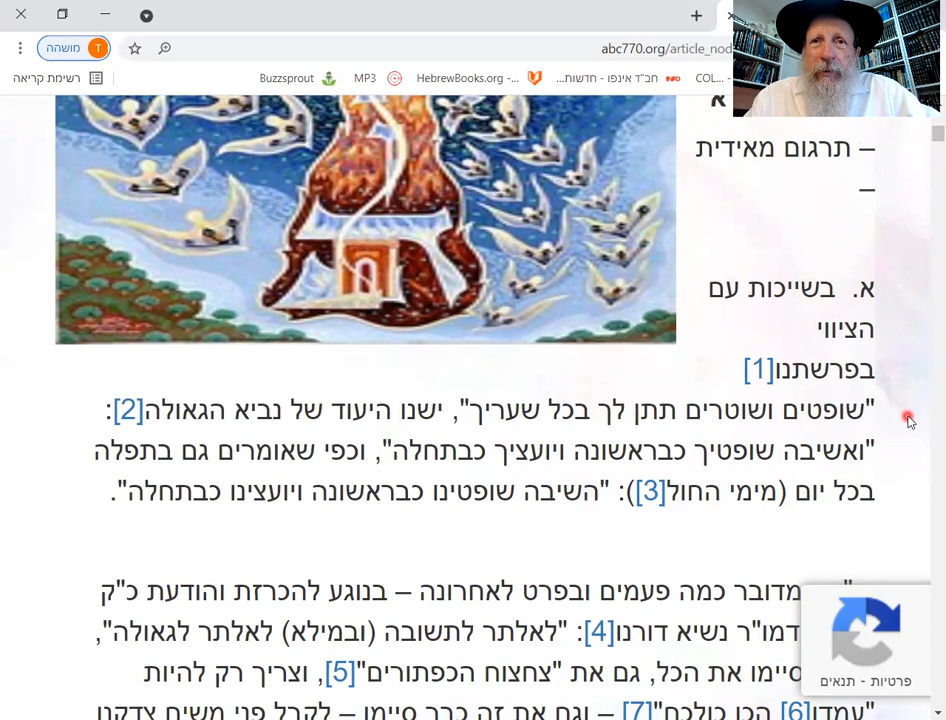 מושהה
T
abc770.org/article_nod
רשימת קריאה
Buzzsprout
MP3
HebrewBooks.org -...
חב"ד אינפו - חדשות...
INFO
COL...
א
– תרגום מאידית
–
א. בשייכות עם
הציווי
בפרשתנו[1]
"שופטים ושוטרים תתן לך בכל שעריך", ישנו היעוד של נביא הגאולה[2]:
"ואשיבה שופטיך כבראשונה ויועציך כבתחלה", וכפי שאומרים גם בתפלה
בכל יום (מימי החול[3]): "השיבה שופטינו כבראשונה ויועצינו כבתחלה".
מדובר כמה פעמים ובפרט לאחרונה – בנוגע להכרזת והודעת כ"ק
דמו"ר נשיא דורנו[4]: "לאלתר לתשובה (ובמילא) לאלתר לגאולה",
סיימו את הכל, גם את "צחצוח הכפתורים"[5], וצריך רק להיות
"עמדו[6] הכן כולכם"[7] – וגם את זה כבר סיימו – לקבל פני משיח צדקנו
פרטיות - תנאים